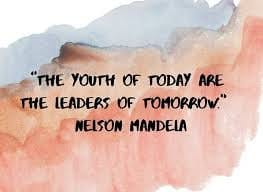 "THE YOUTH OF TODAY ARE
THE LEADERS OF TOMORROW."
NELSON MANDELA